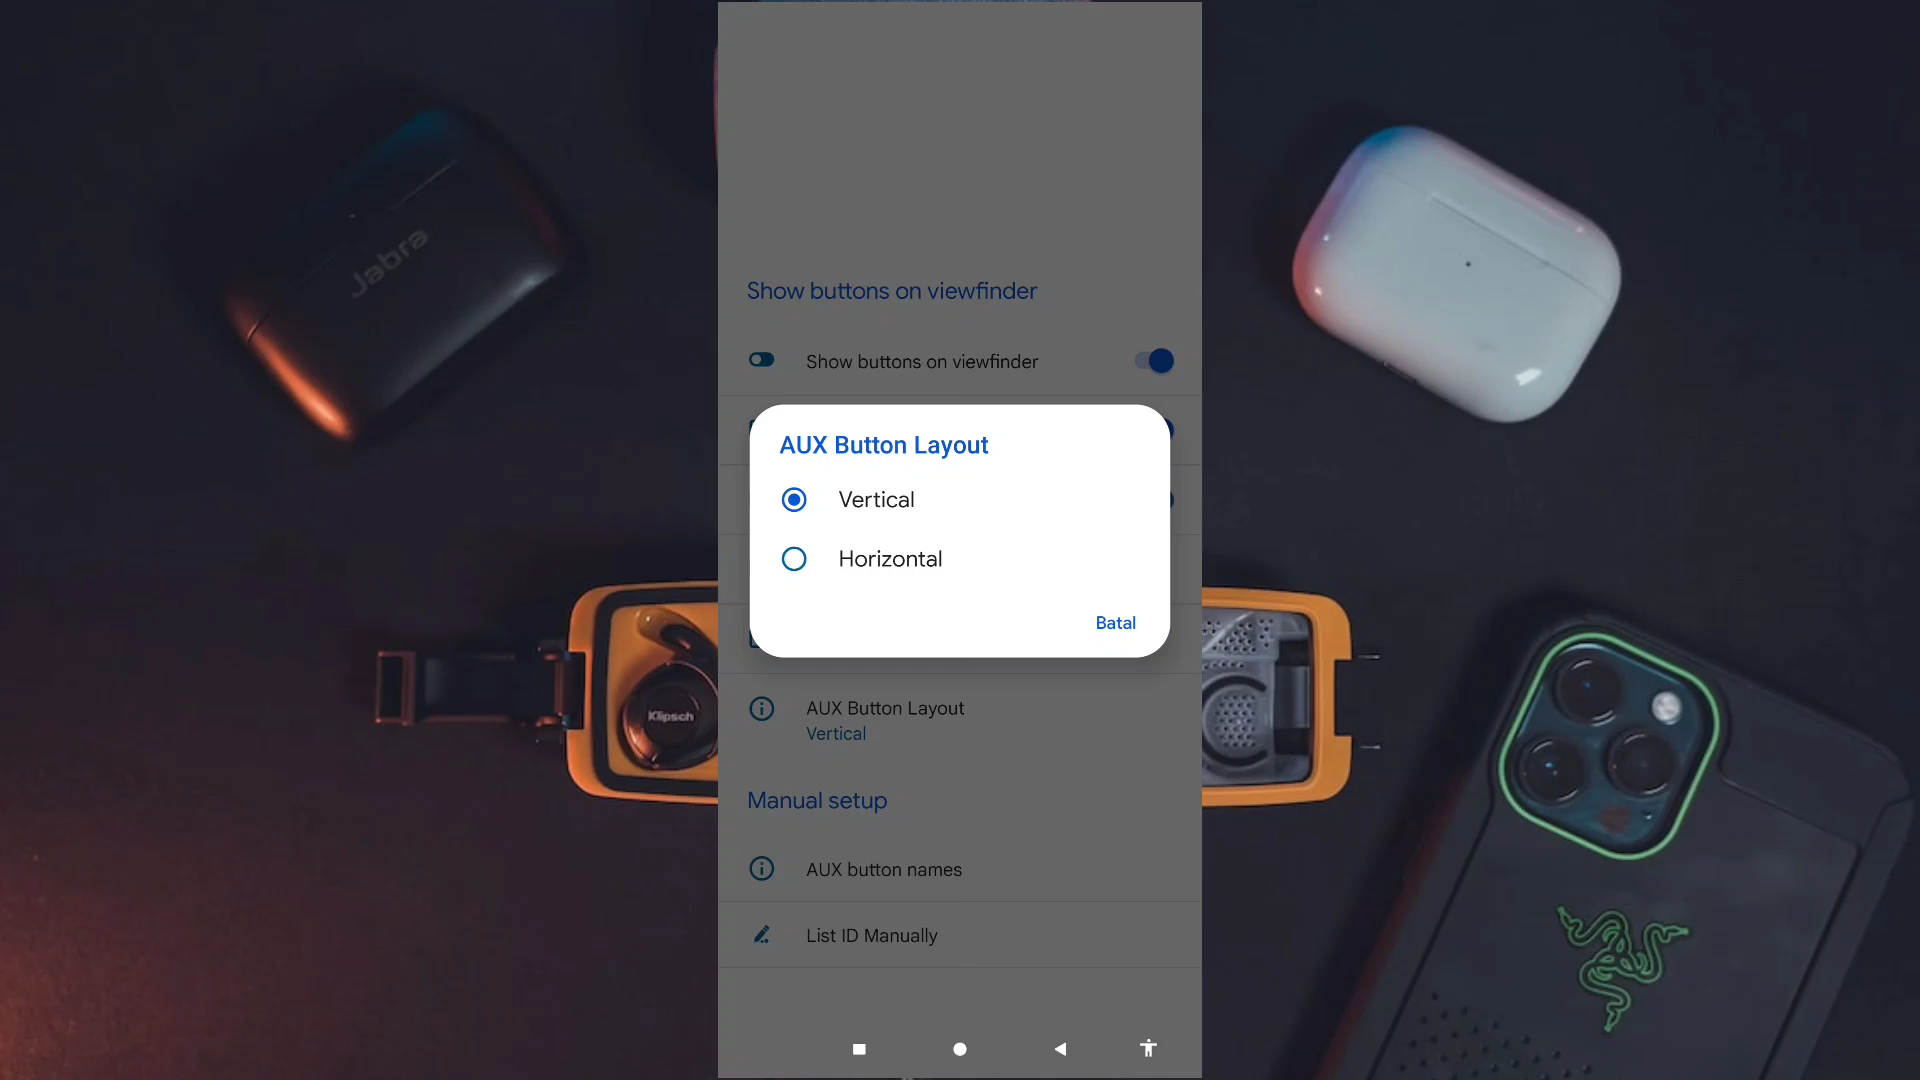 Jabra
Show buttons on viewfinder
Show buttons on viewfinder
AUX Button Layout
Vertical
Horizontal
Batal
Klipsch
AUX Button Layout
Vertical
Manual setup
AUX button names
List ID Manually